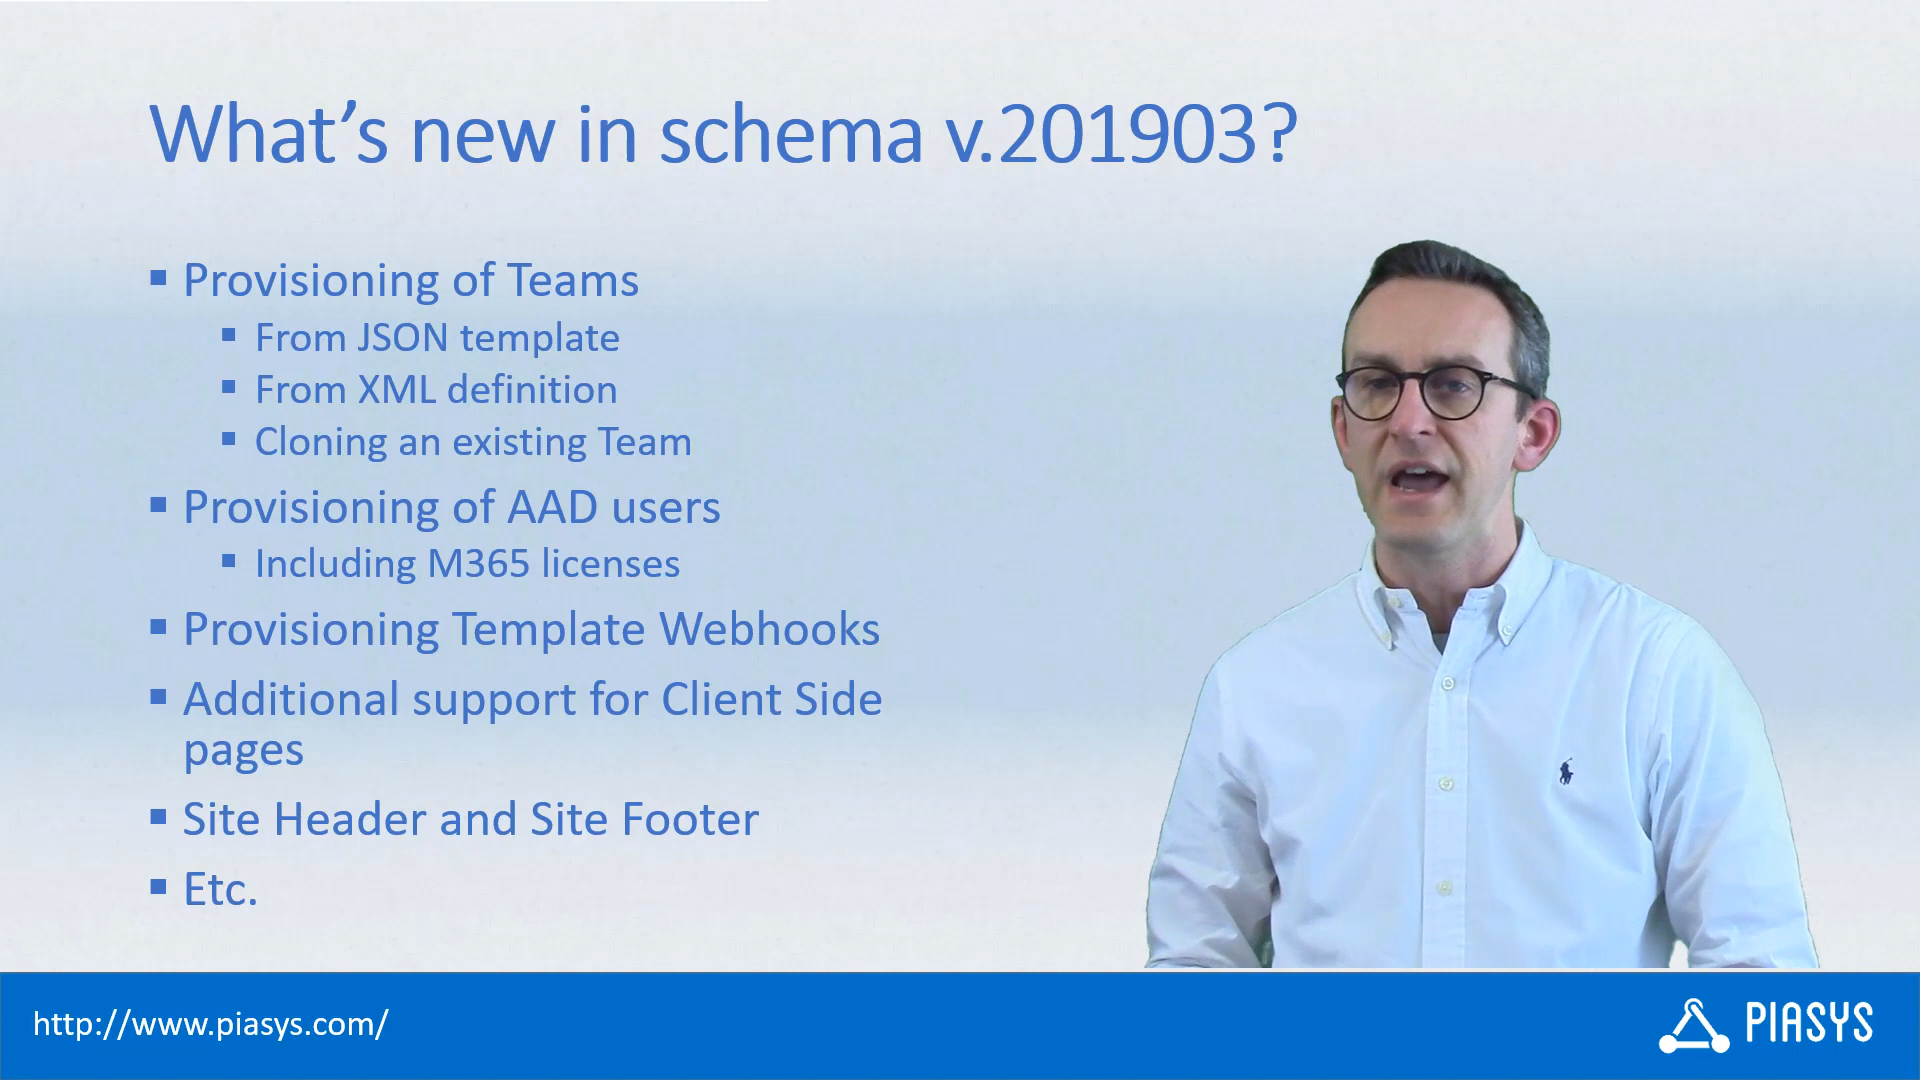 What’s new in schema v.201903?
▪ Provisioning of Teams
▪ From JSON template
▪ From XML definition
▪ Cloning an existing Team
▪ Provisioning of AAD users
▪ Including M365 licenses
▪ Provisioning Template Webhooks
▪ Additional support for Client Side
pages
▪ Site Header and Site Footer
▪ Etc.
http://www.piasys.com/
PIASYS